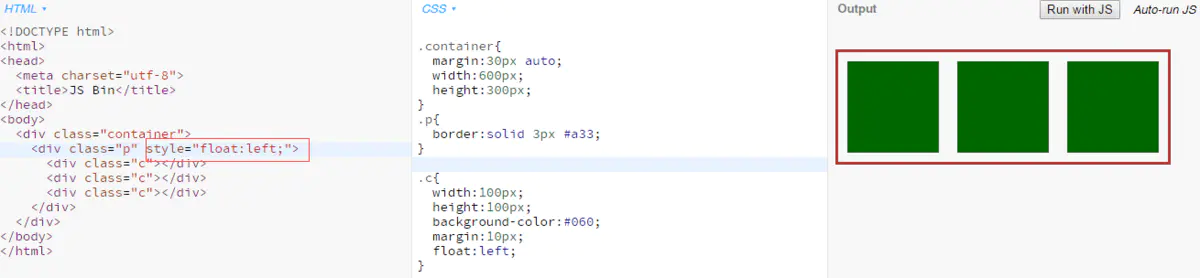 HTML ▾
<!DOCTYPE html>
<html>
<head>
  <meta charset="utf-8">
  <title>JS Bin</title>
</head>
<body>
  <div class="container">
    <div class="p" style="float:left;">
      <div class="c"></div>
      <div class="c"></div>
      <div class="c"></div>
    </div>
  </div>
</body>
</html>
CSS ▾
.container{
  margin:30px auto;
  width:600px;
  height:300px;
}
.p{
  border:solid 3px #a33;
}
.c{
  width:100px;
  height:100px;
  background-color:#060;
  margin:10px;
  float:left;
}
Output
Run with JS
Auto-run JS